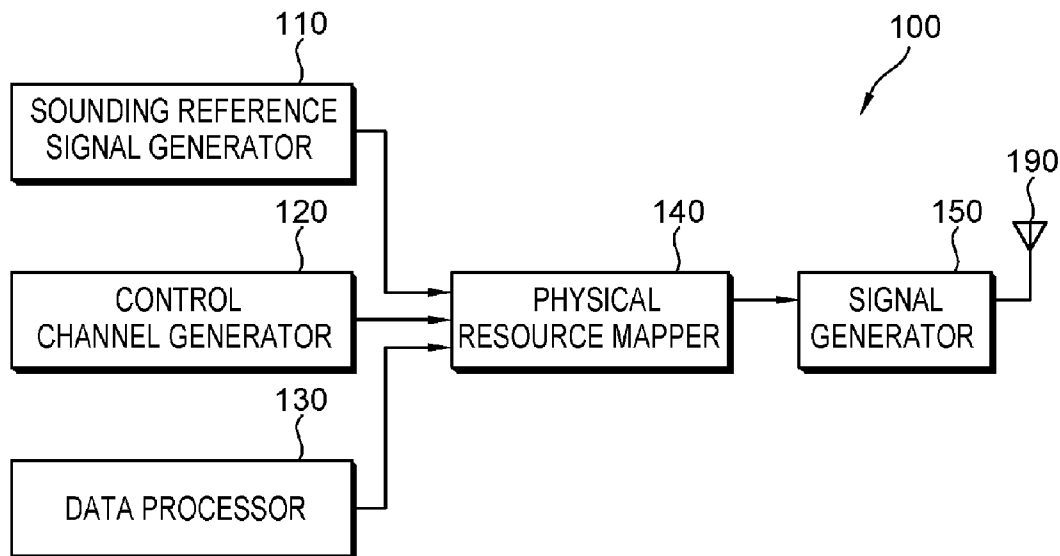 110
100
SOUNDING REFERENCE
SIGNAL GENERATOR
190
120
140
150
CONTROL
CHANNEL GENERATOR
PHYSICAL
RESOURCE MAPPER
SIGNAL
GENERATOR
130
DATA PROCESSOR